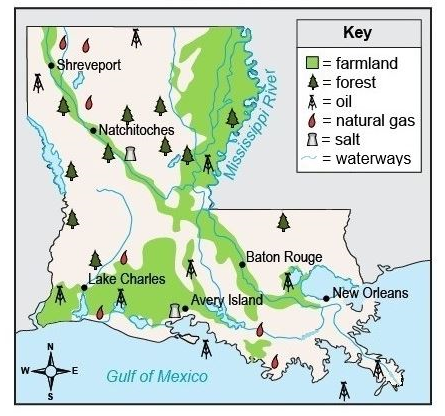 Key
= farmland
= forest
= oil
= natural gas
= salt
= waterways
Shreveport
Natchitoches
Mississippi River
Baton Rouge
Lake Charles
New Orleans
Avery Island
Gulf of Mexico
N
W E
S